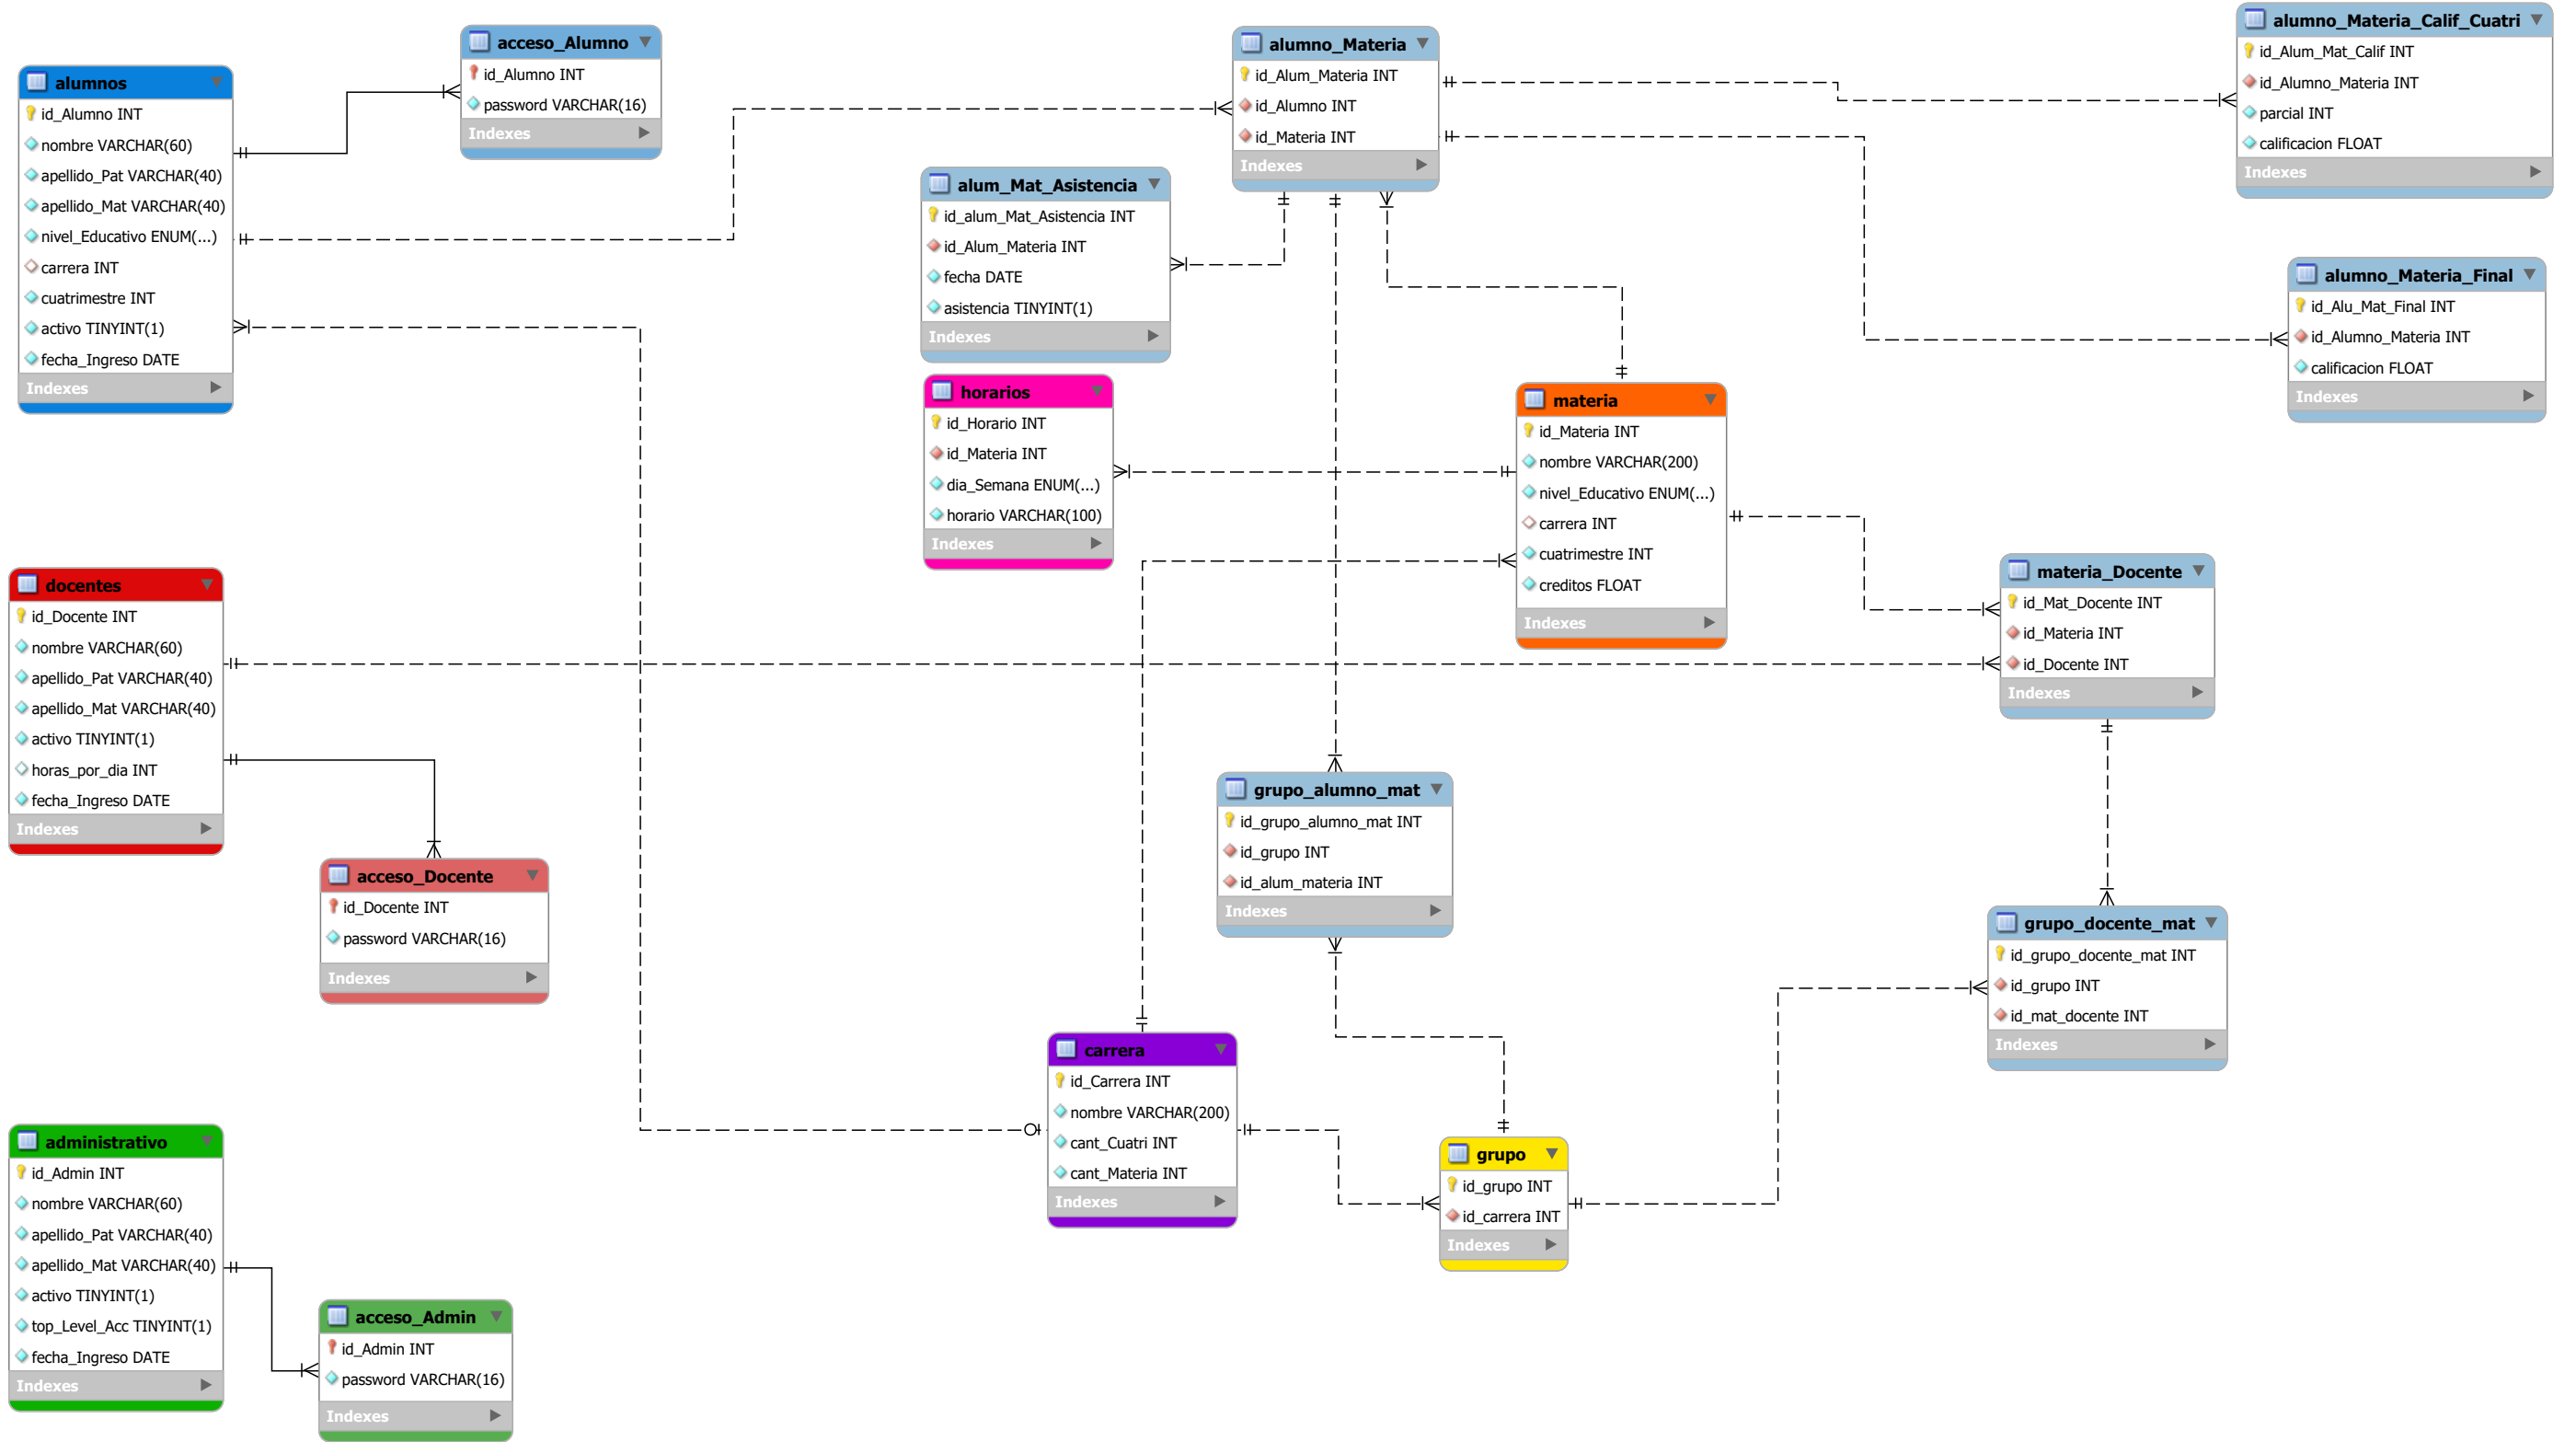 alumnos
id_Alumno INT
nombre VARCHAR(60)
apellido_Pat VARCHAR(40)
apellido_Mat VARCHAR(40)
nivel_Educativo ENUM(...)
carrera INT
cuatrimestre INT
activo TINYINT(1)
fecha_Ingreso DATE
Indexes
acceso_Alumno
id_Alumno INT
password VARCHAR(16)
Indexes
alumno_Materia
id_Alum_Materia INT
id_Alumno INT
id_Materia INT
Indexes
alumno_Materia_Calif_Cuatri
id_Alum_Mat_Calif INT
id_Alumno_Materia INT
parcial INT
calificacion FLOAT
Indexes
alum_Mat_Asistencia
id_alum_Mat_Asistencia INT
id_Alum_Materia INT
fecha DATE
asistencia TINYINT(1)
Indexes
alumno_Materia_Final
id_Alu_Mat_Final INT
id_Alumno_Materia INT
calificacion FLOAT
Indexes
horarios
id_Horario INT
id_Materia INT
dia_Semana ENUM(...)
horario VARCHAR(100)
Indexes
materia
id_Materia INT
nombre VARCHAR(200)
nivel_Educativo ENUM(...)
carrera INT
cuatrimestre INT
creditos FLOAT
Indexes
docentes
id_Docente INT
nombre VARCHAR(60)
apellido_Pat VARCHAR(40)
apellido_Mat VARCHAR(40)
activo TINYINT(1)
horas_por_dia INT
fecha_Ingreso DATE
Indexes
materia_Docente
id_Mat_Docente INT
id_Materia INT
id_Docente INT
Indexes
grupo_alumno_mat
id_grupo_alumno_mat INT
id_grupo INT
id_alum_materia INT
Indexes
acceso_Docente
id_Docente INT
password VARCHAR(16)
Indexes
grupo_docente_mat
id_grupo_docente_mat INT
id_grupo INT
id_mat_docente INT
Indexes
carrera
id_Carrera INT
nombre VARCHAR(200)
cant_Cuatri INT
cant_Materia INT
Indexes
grupo
id_grupo INT
id_carrera INT
Indexes
administrativo
id_Admin INT
nombre VARCHAR(60)
apellido_Pat VARCHAR(40)
apellido_Mat VARCHAR(40)
activo TINYINT(1)
top_Level_Acc TINYINT(1)
fecha_Ingreso DATE
Indexes
acceso_Admin
id_Admin INT
password VARCHAR(16)
Indexes